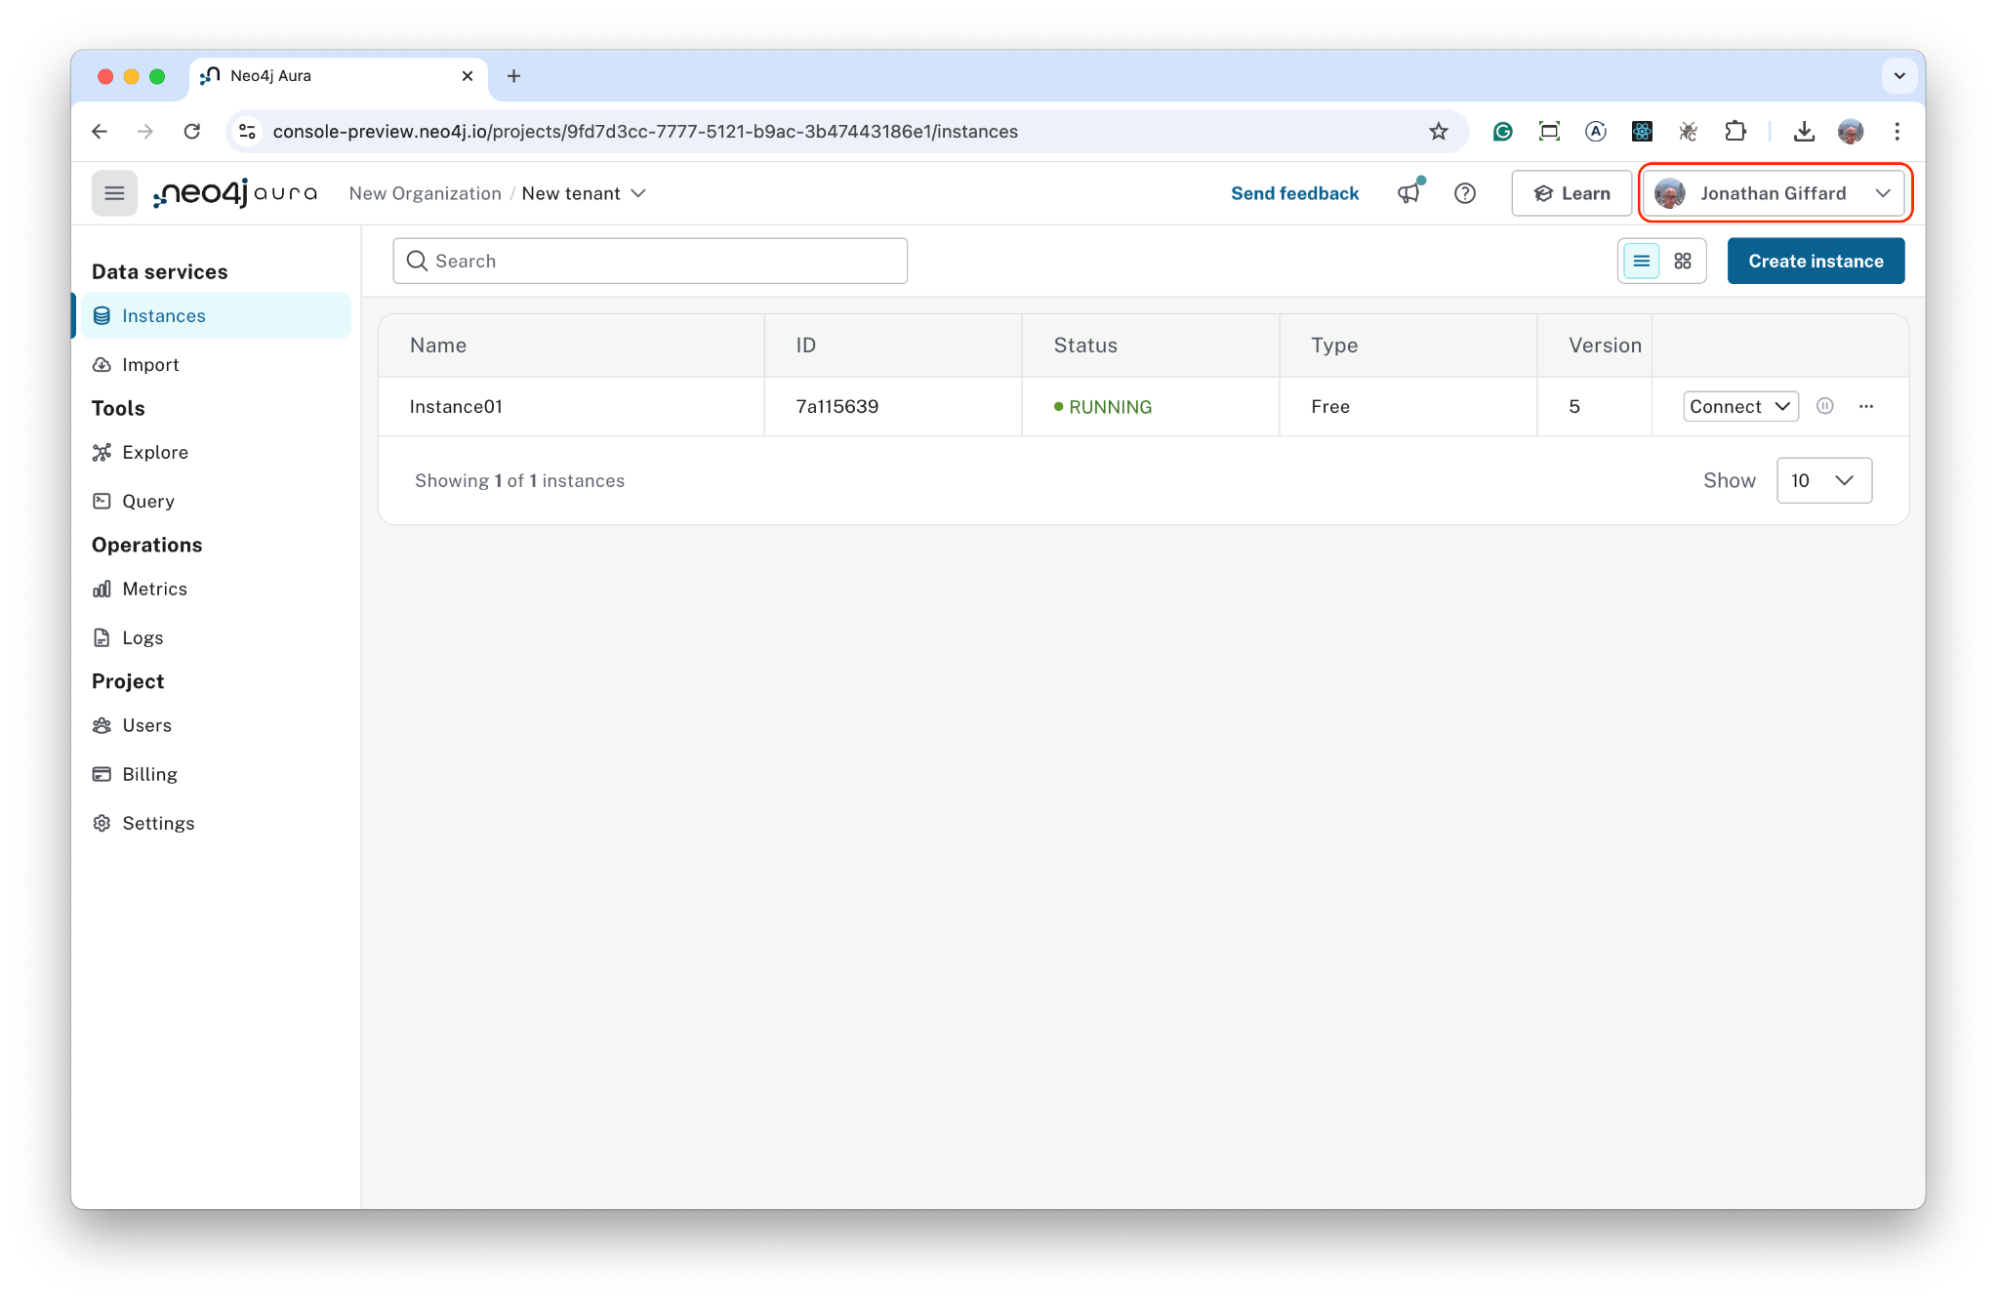 Neo4j Aura
console-preview.neo4j.io/projects/9fd7d3cc-7777-5121-b9ac-3b47443186e1/instances
neo4j aura New Organization / New tenant Send feedback Learn Jonathan Giffard
Data services
Instances
Import
Tools
Explore
Query
Operations
Metrics
Logs
Project
Users
Billing
Settings
Search Create instance
Name ID Status Type Version
Instance01 7a115639 RUNNING Free 5 Connect
Showing 1 of 1 instances Show 10